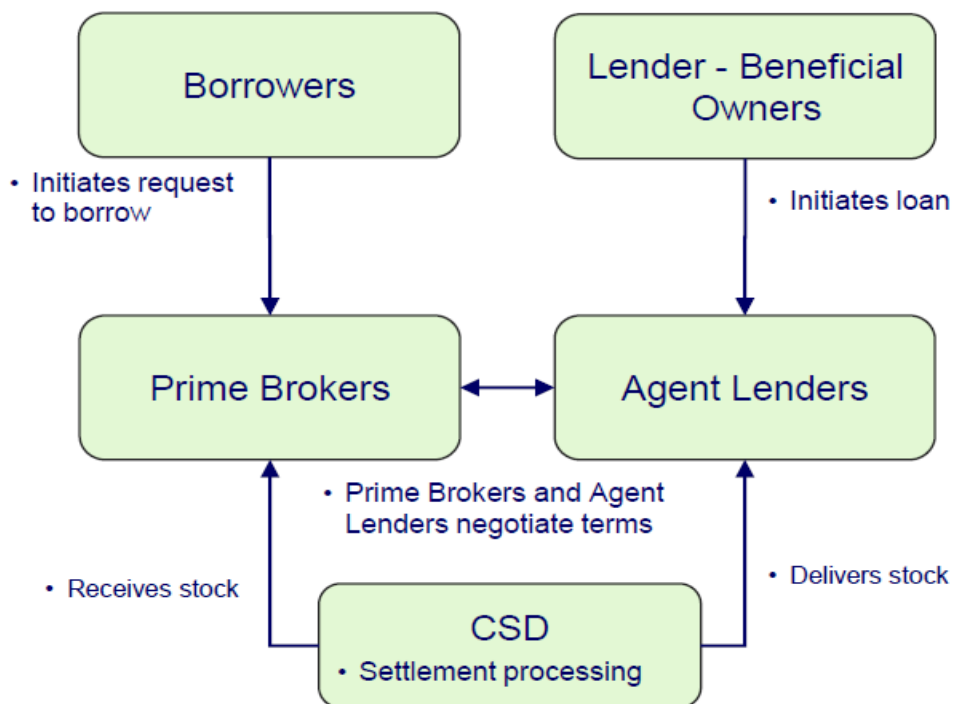 Borrowers
Lender - Beneficial
Owners
• Initiates request
to borrow
• Initiates loan
Prime Brokers
Agent Lenders
• Prime Brokers and Agent
Lenders negotiate terms
• Receives stock
• Delivers stock
CSD
• Settlement processing